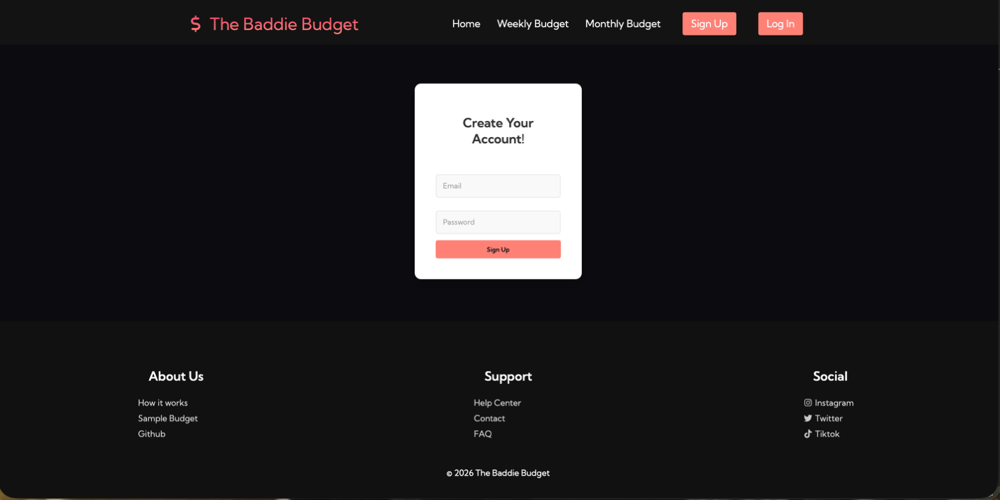 $ The Baddie Budget
Home
Weekly Budget
Monthly Budget
Sign Up
Log In
Create Your
Account!
Email
Password
Sign Up
About Us
How it works
Sample Budget
Github
Support
Help Center
Contact
FAQ
Social
Instagram
Twitter
Tiktok
© 2026 The Baddie Budget